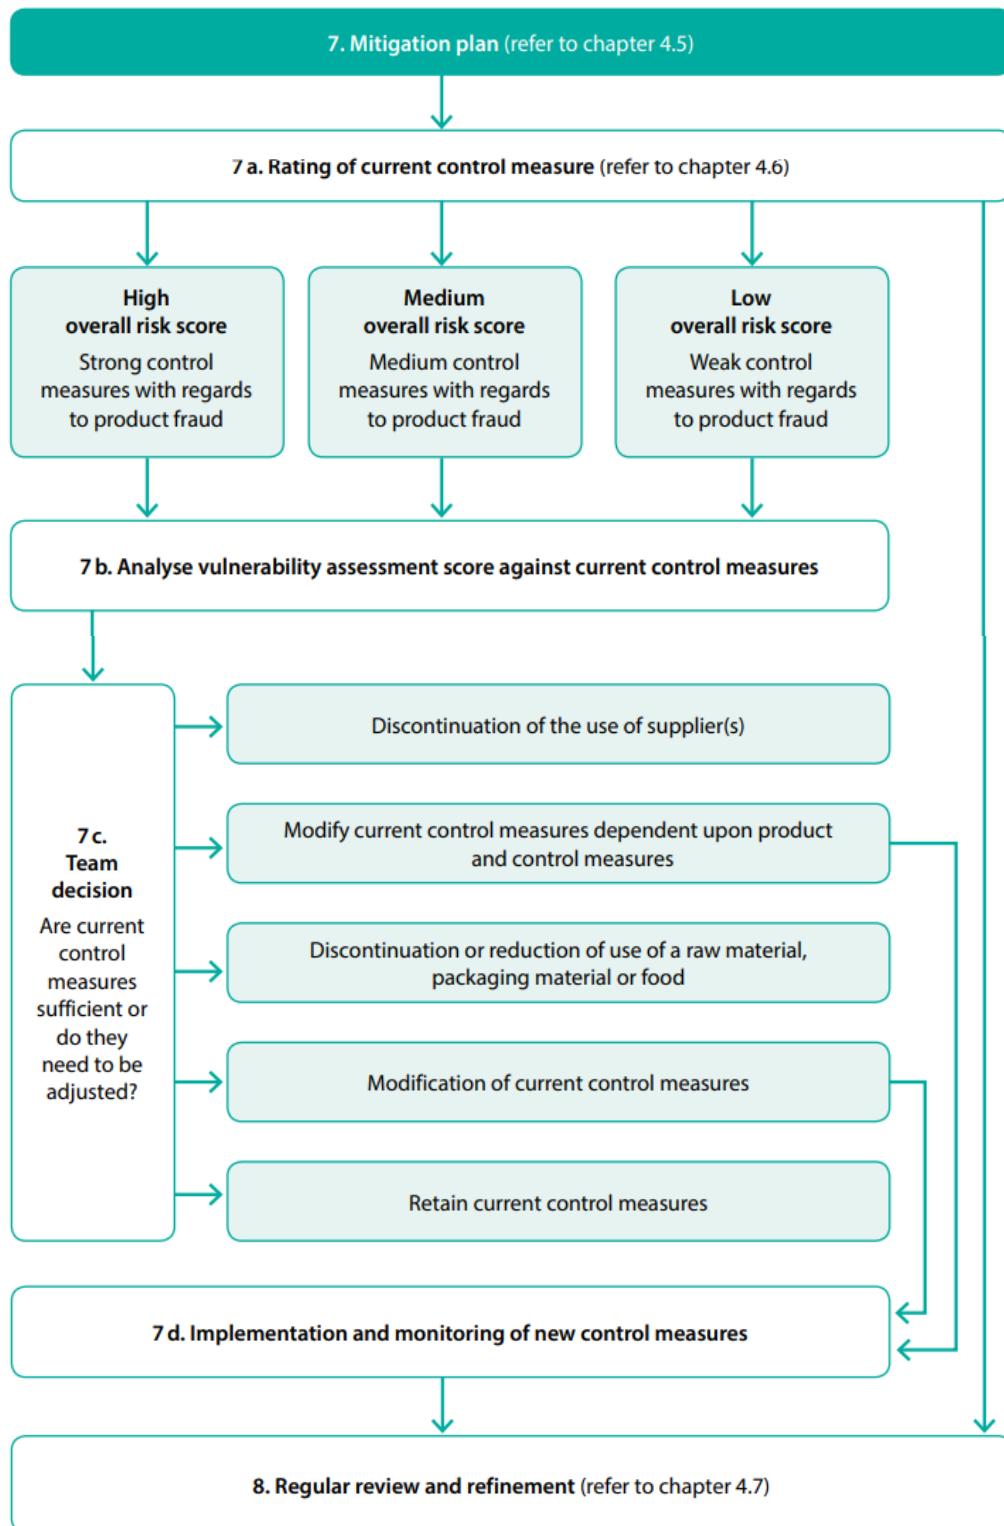 7. Mitigation plan (refer to chapter 4.5)
7 a. Rating of current control measure (refer to chapter 4.6)
High
overall risk score
Strong control
measures with regards
to product fraud
Medium
overall risk score
Medium control
measures with regards
to product fraud
Low
overall risk score
Weak control
measures with regards
to product fraud
7 b. Analyse vulnerability assessment score against current control measures
7 c.
Team
decision
Are current
control
measures
sufficient or
do they
need to be
adjusted?
Discontinuation of the use of supplier(s)
Modify current control measures dependent upon product
and control measures
Discontinuation or reduction of use of a raw material,
packaging material or food
Modification of current control measures
Retain current control measures
7 d. Implementation and monitoring of new control measures
8. Regular review and refinement (refer to chapter 4.7)